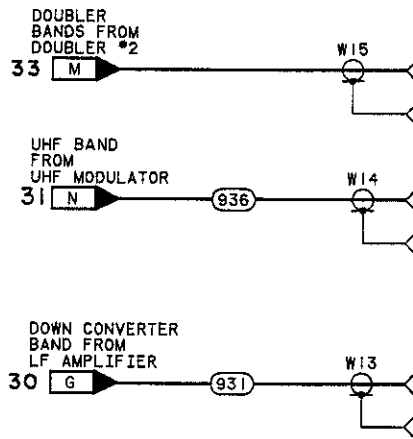 DOUBLER
BANDS FROM
DOUBLER #2
33 M
W15
UHF BAND
FROM
UHF MODULATOR
31 N
936
W14
DOWN CONVERTER
BAND FROM
LF AMPLIFIER
30 G
931
W13